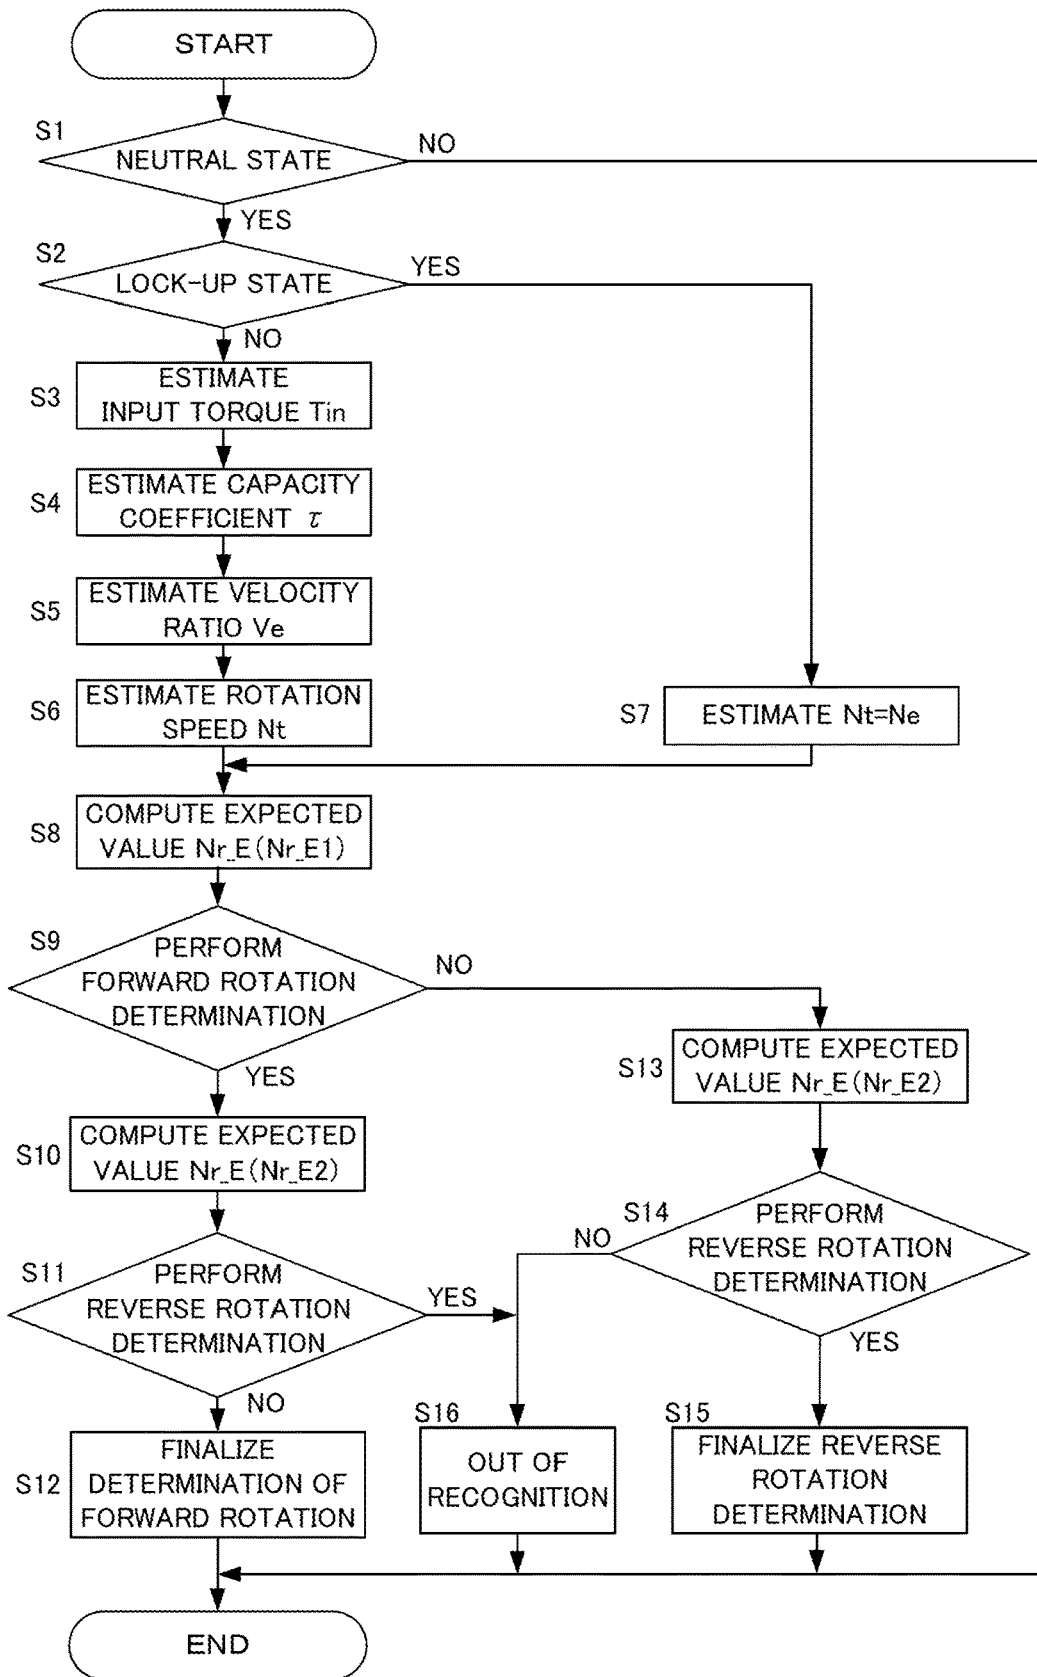 START
S1
NEUTRAL STATE
NO
YES
S2
LOCK-UP STATE
YES
NO
S3
ESTIMATE
INPUT TORQUE Tin
S4
ESTIMATE CAPACITY
COEFFICIENT τ
S5
ESTIMATE VELOCITY
RATIO Ve
S6
ESTIMATE ROTATION
SPEED Nt
S7
ESTIMATE Nt=Ne
S8
COMPUTE EXPECTED
VALUE Nr_E(Nr_E1)
S9
PERFORM
FORWARD ROTATION
DETERMINATION
NO
YES
S13
COMPUTE EXPECTED
VALUE Nr_E(Nr_E2)
S10
COMPUTE EXPECTED
VALUE Nr_E(Nr_E2)
S14
PERFORM
REVERSE ROTATION
DETERMINATION
NO
YES
S11
PERFORM
REVERSE ROTATION
DETERMINATION
YES
NO
S12
FINALIZE
DETERMINATION OF
FORWARD ROTATION
S16
OUT OF
RECOGNITION
S15
FINALIZE REVERSE
ROTATION
DETERMINATION
END